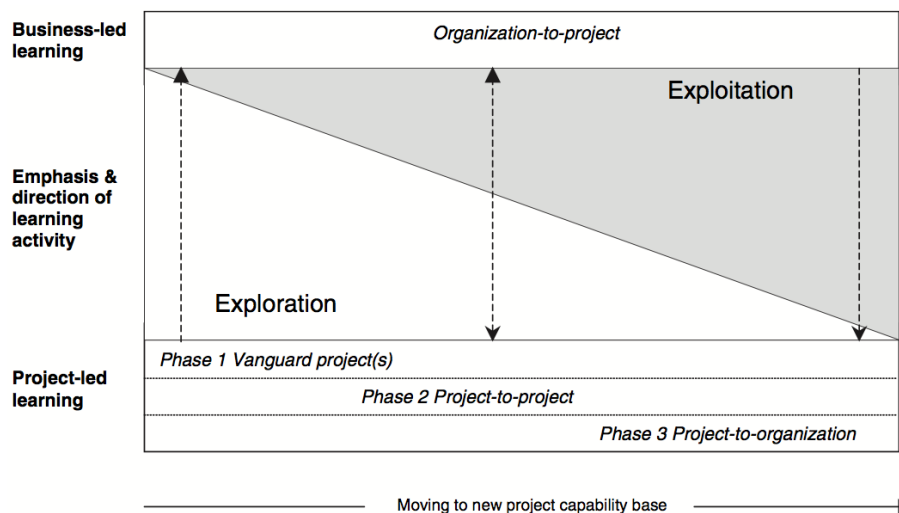 Business-led
learning
Organization-to-project
Exploitation
Emphasis &
direction of
learning
activity
Exploration
Project-led
learning
Phase 1 Vanguard project(s)
Phase 2 Project-to-project
Phase 3 Project-to-organization
Moving to new project capability base